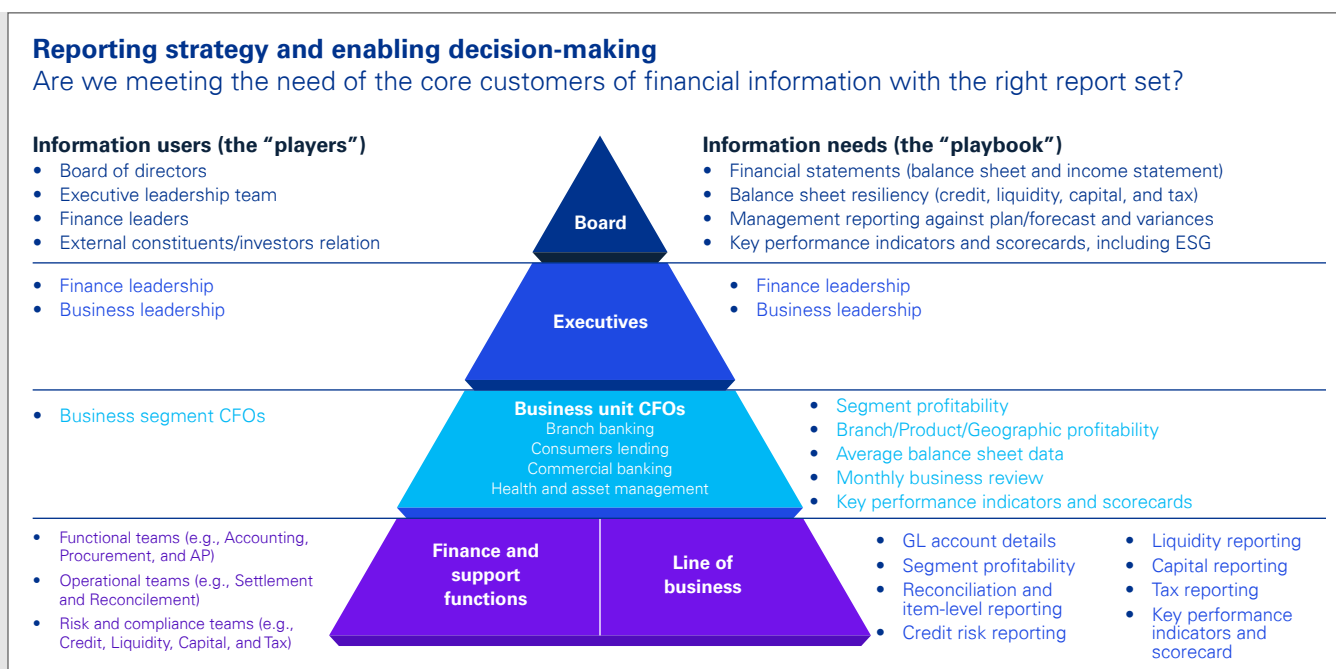 Reporting strategy and enabling decision-making
Are we meeting the need of the core customers of financial information with the right report set?
Information users (the “players”)
• Board of directors
• Executive leadership team
• Finance leaders
• External constituents/investors relation
Board
Information needs (the “playbook”)
• Financial statements (balance sheet and income statement)
• Balance sheet resiliency (credit, liquidity, capital, and tax)
• Management reporting against plan/forecast and variances
• Key performance indicators and scorecards, including ESG
• Finance leadership
• Business leadership
Executives
• Finance leadership
• Business leadership
• Business segment CFOs
Business unit CFOs
Branch banking
Consumers lending
Commercial banking
Health and asset management
• Segment profitability
• Branch/Product/Geographic profitability
• Average balance sheet data
• Monthly business review
• Key performance indicators and scorecards
• Functional teams (e.g., Accounting,
Procurement, and AP)
• Operational teams (e.g., Settlement
and Reconcilement)
• Risk and compliance teams (e.g.,
Credit, Liquidity, Capital, and Tax)
Finance and
support
functions
Line of
business
• GL account details
• Segment profitability
• Reconciliation and
item-level reporting
• Credit risk reporting
• Liquidity reporting
• Capital reporting
• Tax reporting
• Key performance
indicators and
scorecard